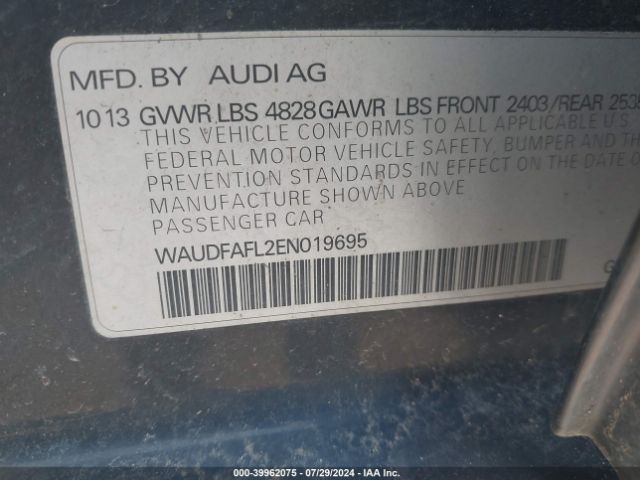 MFD. BY AUDI AG
10 13 GVWR LBS 4828 GAWR LBS FRONT 2403/REAR 253
THIS VEHICLE CONFORMS TO ALL APPLICABLE U.S.
FEDERAL MOTOR VEHICLE SAFETY, BUMPER AND TH
PREVENTION STANDARDS IN EFFECT ON THE DATE O
MANUFACTURE SHOWN ABOVE
PASSENGER CAR
WAUDFAFL2EN019695
G
000-39962075 / 07/29/2024 - IAA Inc.